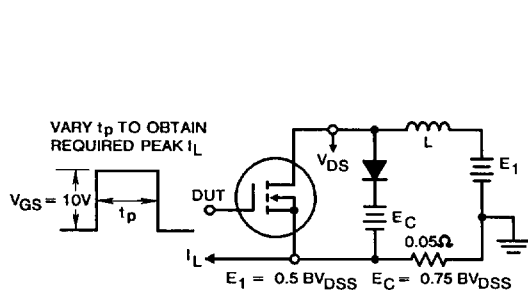 VARY tp TO OBTAIN
REQUIRED PEAK IL
VGS = 10V
tp
DUT
VDS
L
E1
EC
0.05Ω
IL
E1 = 0.5 BVDSS EC = 0.75 BVDSS